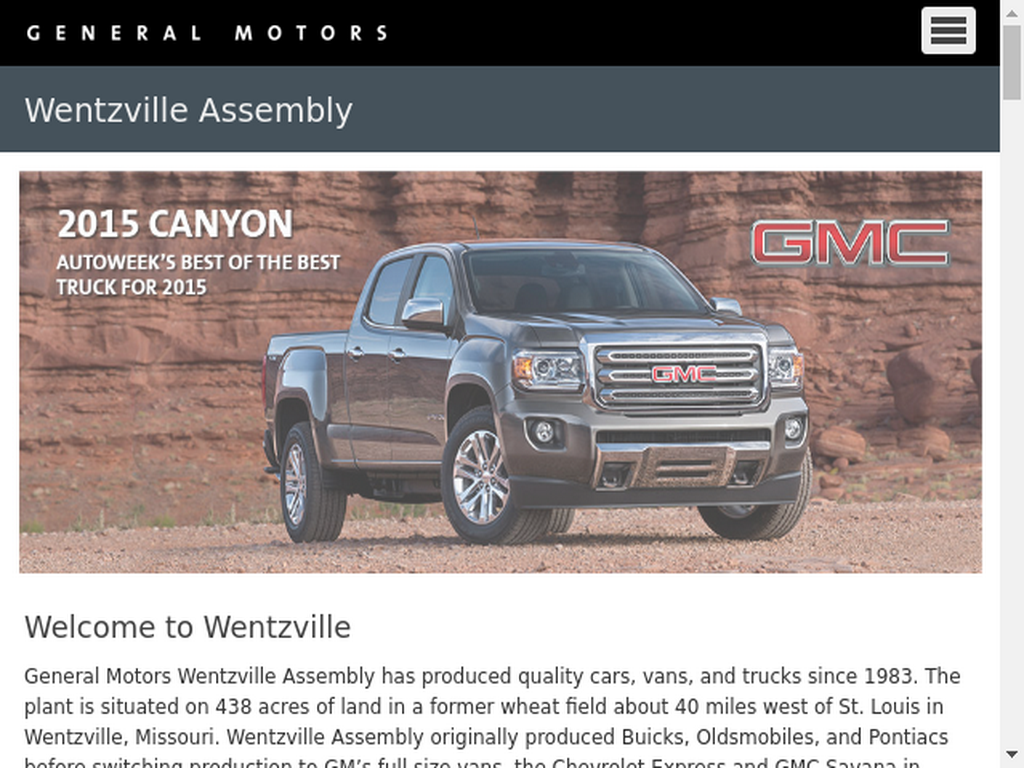 GENERAL MOTORS
Wentzville Assembly
2015 CANYON
AUTOWEEK'S BEST OF THE BEST
TRUCK FOR 2015
GMC
GMC
Welcome to Wentzville
General Motors Wentzville Assembly has produced quality cars, vans, and trucks since 1983. The
plant is situated on 438 acres of land in a former wheat field about 40 miles west of St. Louis in
Wentzville, Missouri. Wentzville Assembly originally produced Buicks, Oldsmobiles, and Pontiacs
before switching production to GM’s full size vans, the Chevrolet Express and GMC Savana in